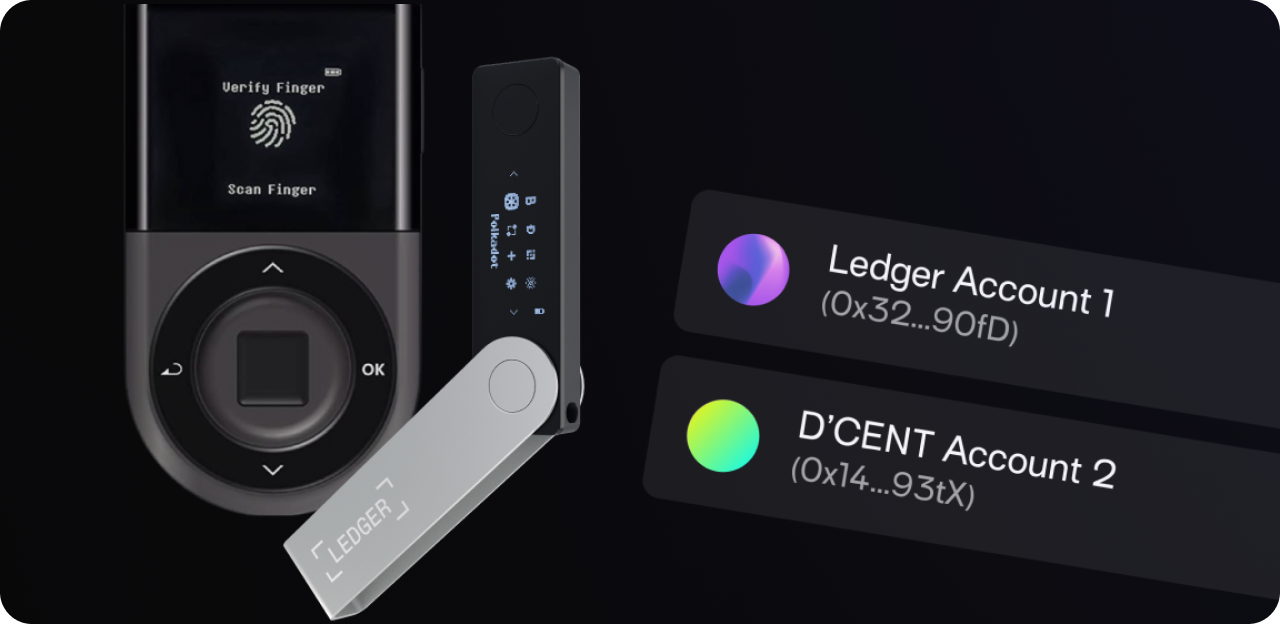 Verify Finger
Scan Finger
OK
Polkadot
LEDGER
Ledger Account 1
(0x32...90fD)
D'CENT Account 2
(0x14...93tX)